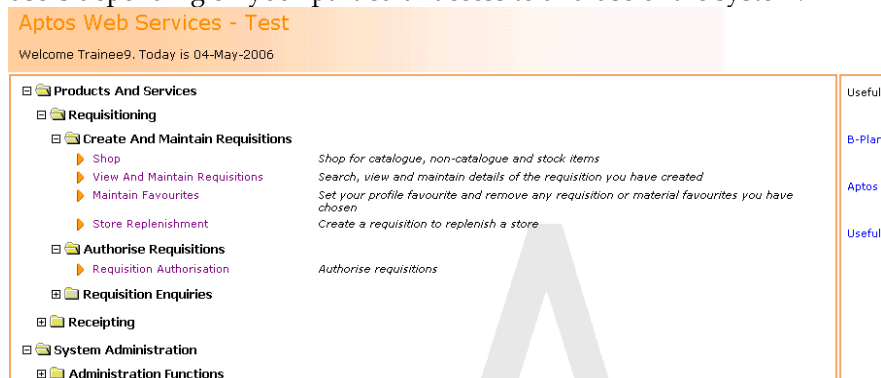 Aptos Web Services - Test
Welcome Trainee9. Today is 04-May-2006
Products And Services
Requisitioning
Create And Maintain Requisitions
Shop Shop for catalogue, non-catalogue and stock items
View And Maintain Requisitions Search, view and maintain details of the requisition you have created
Maintain Favourites Set your profile favourite and remove any requisition or material favourites you have
chosen
Store Replenishment Create a requisition to replenish a store
Authorise Requisitions
Requisition Authorisation Authorise requisitions
Requisition Enquiries
Receipting
System Administration
Administration Functions
Useful
B-Plan
Aptos
Useful